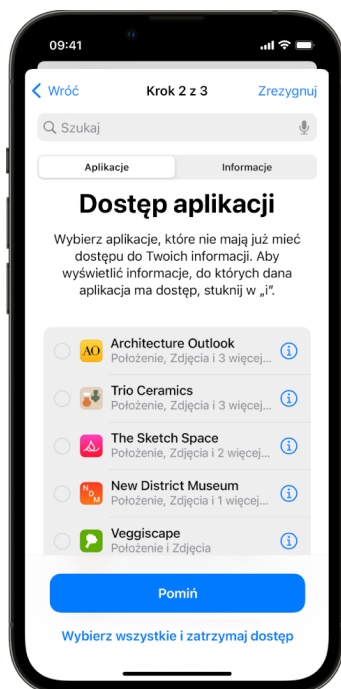 09:41
Wróć
Krok 2 z 3
Zrezygnuj
Szukaj
Aplikacje
Informacje
Dostęp aplikacji
Wybierz aplikacje, które nie mają już mieć
dostępu do Twoich informacji. Aby
wyświetlić informacje, do których dana
aplikacja ma dostęp, stuknij w „i”.
AO
Architecture Outlook
Położenie, Zdjęcia i 3 więcej...
Trio Ceramics
Położenie, Zdjęcia i 3 więcej...
The Sketch Space
Położenie, Zdjęcia i 2 więcej...
NDM
New District Museum
Położenie, Zdjęcia i 1 więcej...
Veggiscape
Położenie i Zdjęcia
Pomiń
Wybierz wszystkie i zatrzymaj dostęp